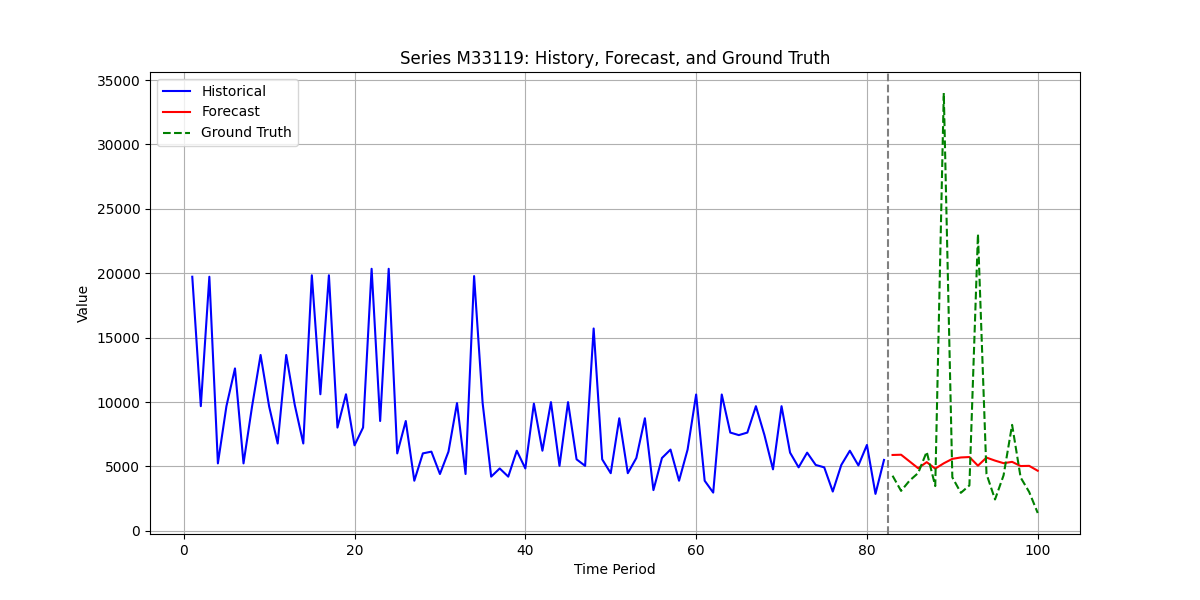 Series M33119: History, Forecast, and Ground Truth
Historical
Forecast
Ground Truth
35000
30000
25000
20000
15000
10000
5000
0
Value
0 20 40 60 80 100
Time Period